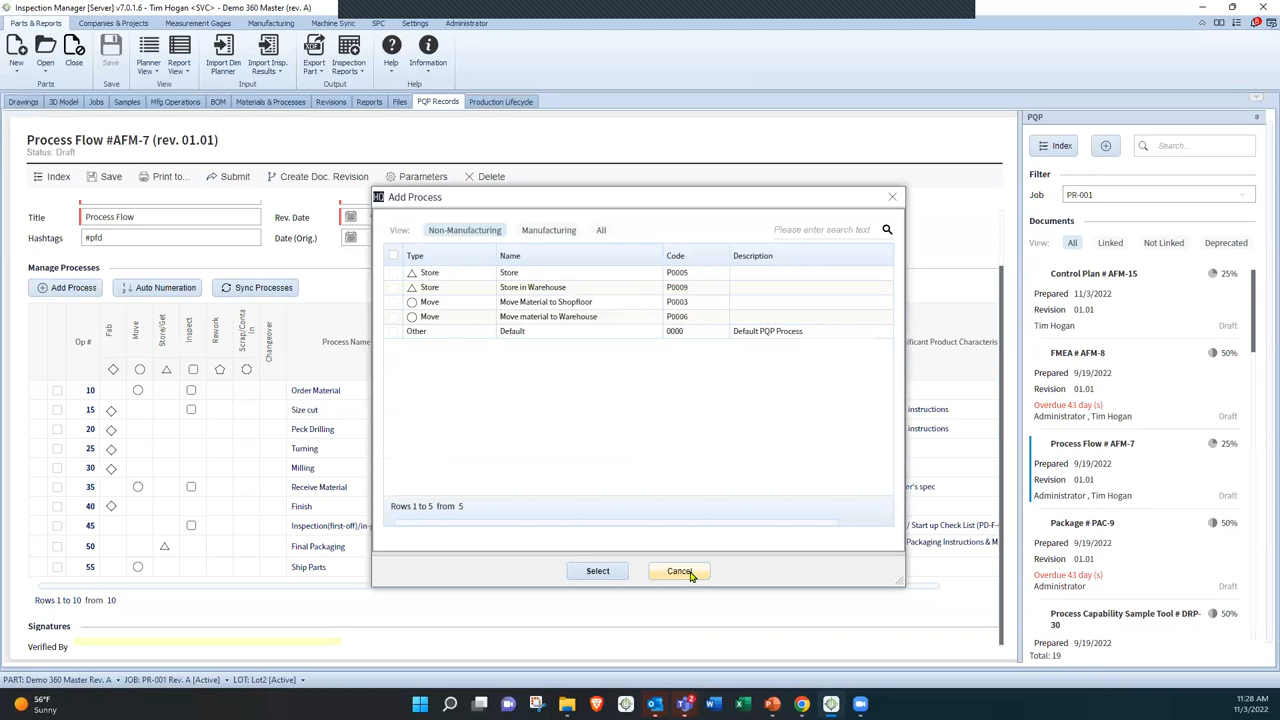 Inspection Manager [Server] v7.0.1.6 - Tim Hogan <SVC> - Demo 360 Master (rev. A)
Parts & Reports Companies & Projects Measurement Gages Manufacturing Machine Sync SPC Settings Administrator
New Open Close Save Planner View Report View Import Dim Planner Import Insp. Results Export Part Inspection Reports Help Information
Parts Save View Input Output Help
Drawings 3D Model Jobs Samples Mfg Operations BOM Materials & Processes Revisions Reports Files PQP Records Production Lifecycle
Process Flow #AFM-7 (rev. 01.01)
Status: Draft
Index Save Print to... Submit Create Doc. Revision Parameters Delete
Title Process Flow Rev. Date
Hashtags #pfd Date (Orig.)
Manage Processes
Add Process Auto Numeration Sync Processes
Op # Fab Move Store/Get Inspect Rework Scrap/Contain Changeover Process Name
ificant Product Characteris
10 Order Material
15 Size cut
instructions
20 Peck Drilling
instructions
25 Turning
30 Milling
35 Receive Material
er's spec
40 Finish
45 Inspection(first-off)/in-p
/ Start up Check List (PD-F-
50 Final Packaging
Packaging Instructions & M
55 Ship Parts
Rows 1 to 10 from 10
Signatures
Verified By
Add Process
View: Non-Manufacturing Manufacturing All Please enter search text
Type Name Code Description
Store Store P0005
Store Store in Warehouse P0009
Move Move Material to Shopfloor P0003
Move Move material to Warehouse P0006
Other Default 0000 Default PQP Process
Rows 1 to 5 from 5
Select Cancel
PQP
Index Search...
Filter
Job PR-001
Documents
View: All Linked Not Linked Deprecated
Control Plan # AFM-15 25%
Prepared 11/3/2022
Revision 01.01
Tim Hogan Draft
FMEA # AFM-8 50%
Prepared 9/19/2022
Revision 01.01
Overdue 43 day (s)
Administrator , Tim Hogan Draft
Process Flow # AFM-7 25%
Prepared 9/19/2022
Revision 01.01
Administrator , Tim Hogan Draft
Package # PAC-9 50%
Prepared 9/19/2022
Revision 01.01
Overdue 43 day (s)
Administrator Draft
Process Capability Sample Tool # DRP-30 50%
Prepared 9/19/2022
Total: 19
PART: Demo 360 Master Rev. A JOB: PR-001 Rev. A [Active] LOT: Lot2 [Active]
56°F
Sunny
11:28 AM
11/3/2022